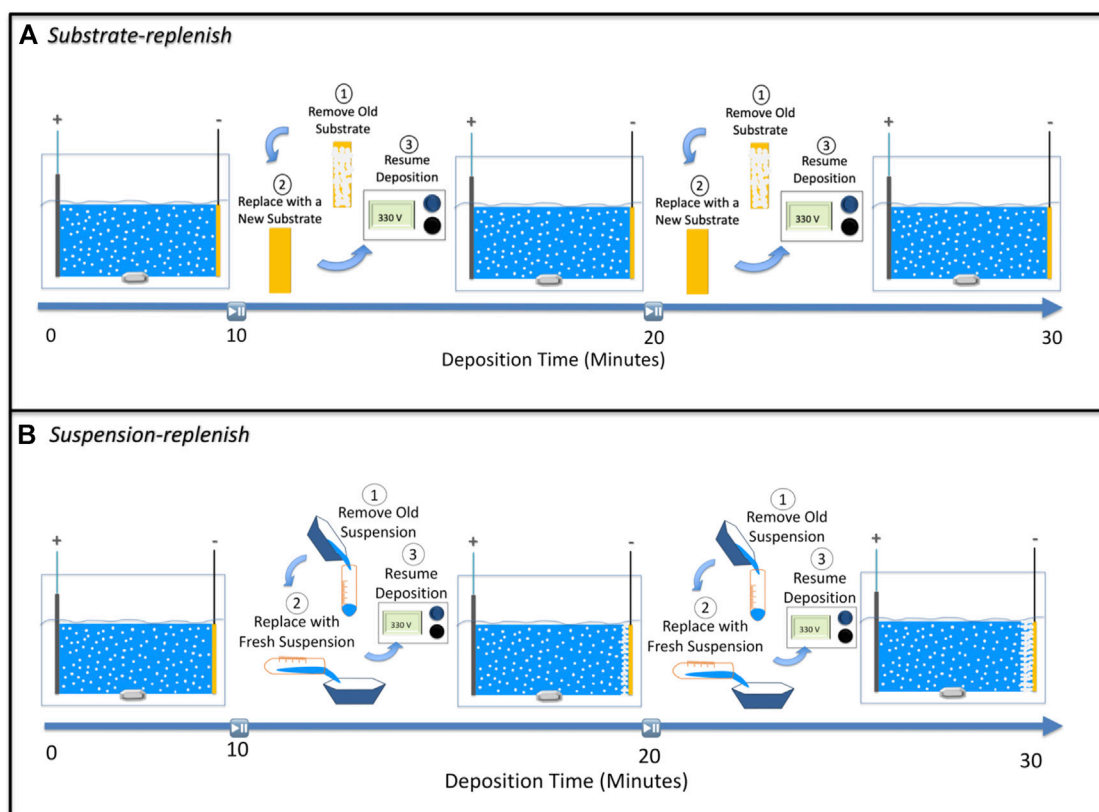 A Substrate-replenish
+
-
①
Remove Old
Substrate
②
Replace with a
New Substrate
③
Resume
Deposition
330 V
+
-
①
Remove Old
Substrate
②
Replace with a
New Substrate
③
Resume
Deposition
330 V
+
-
0
10
20
30
Deposition Time (Minutes)
B Suspension-replenish
+
-
①
Remove Old
Suspension
②
Replace with
Fresh Suspension
③
Resume
Deposition
330 V
+
-
①
Remove Old
Suspension
②
Replace with
Fresh Suspension
③
Resume
Deposition
330 V
+
-
0
10
20
30
Deposition Time (Minutes)